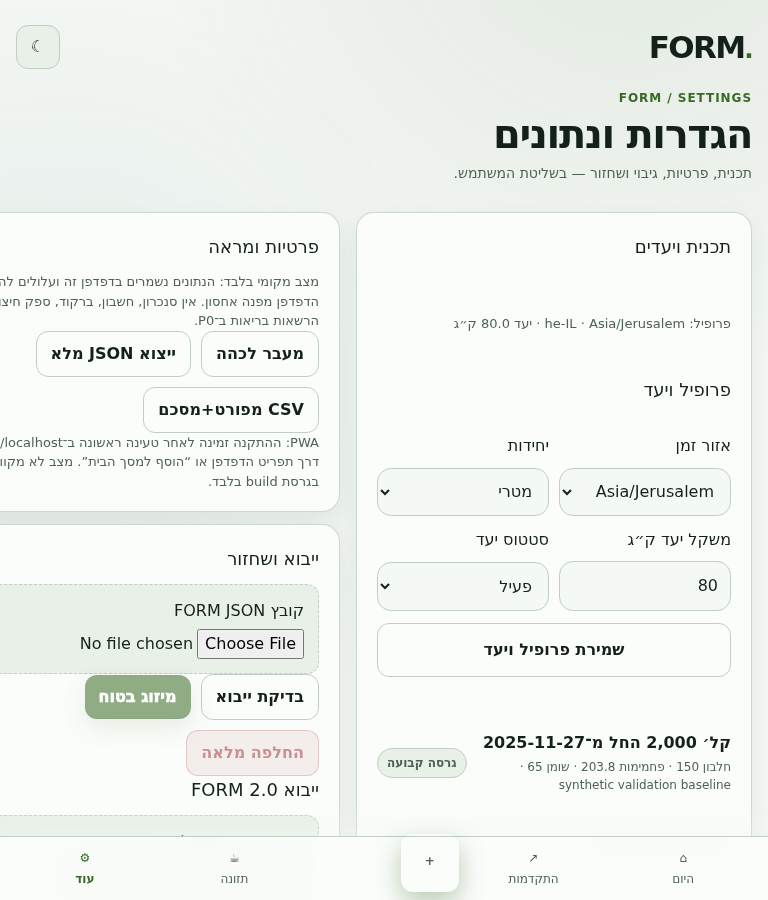 FORM.
FORM / SETTINGS
הגדרות ונתונים
תכנית, פרטיות, גיבוי ושחזור — בשליטת המשתמש.
תכנית ויעדים
פרופיל: he-IL · Asia/Jerusalem · יעד 80.0 ק״ג
פרופיל ויעד
אזור זמן
יחידות
Asia/Jerusalem
מטרי
משקל יעד ק״ג
סטטוס יעד
80
פעיל
שמירת פרופיל ויעד
קל׳ 2,000 החל מ־2025-11-27
חלבון 150 · פחמימות 203.8 · שומן 65 ·
synthetic validation baseline
גרסה קבועה
פרטיות ומראה
מצב מקומי בלבד: הנתונים נשמרים בדפדפן זה ועלולים
הדפדפן מפנה אחסון. אין סנכרון, חשבון, ברקוד, ספק
הרשאות בריאות ב־P0.
מעבר לכהה
ייצוא JSON מלא
CSV מפורט+מסכם
PWA: ההתקנה זמינה לאחר טעינה ראשונה ב־localhost/
דרך תפריט הדפדפן או “הוסף למסך הבית”. מצב לא
בגרסת build בלבד.
ייבוא ושחזור
קובץ FORM JSON
Choose File No file chosen
בדיקת ייבוא
מיזוג בטוח
החלפה מלאה
ייבוא FORM 2.0
היום
התקדמות
+
תזונה
עוד